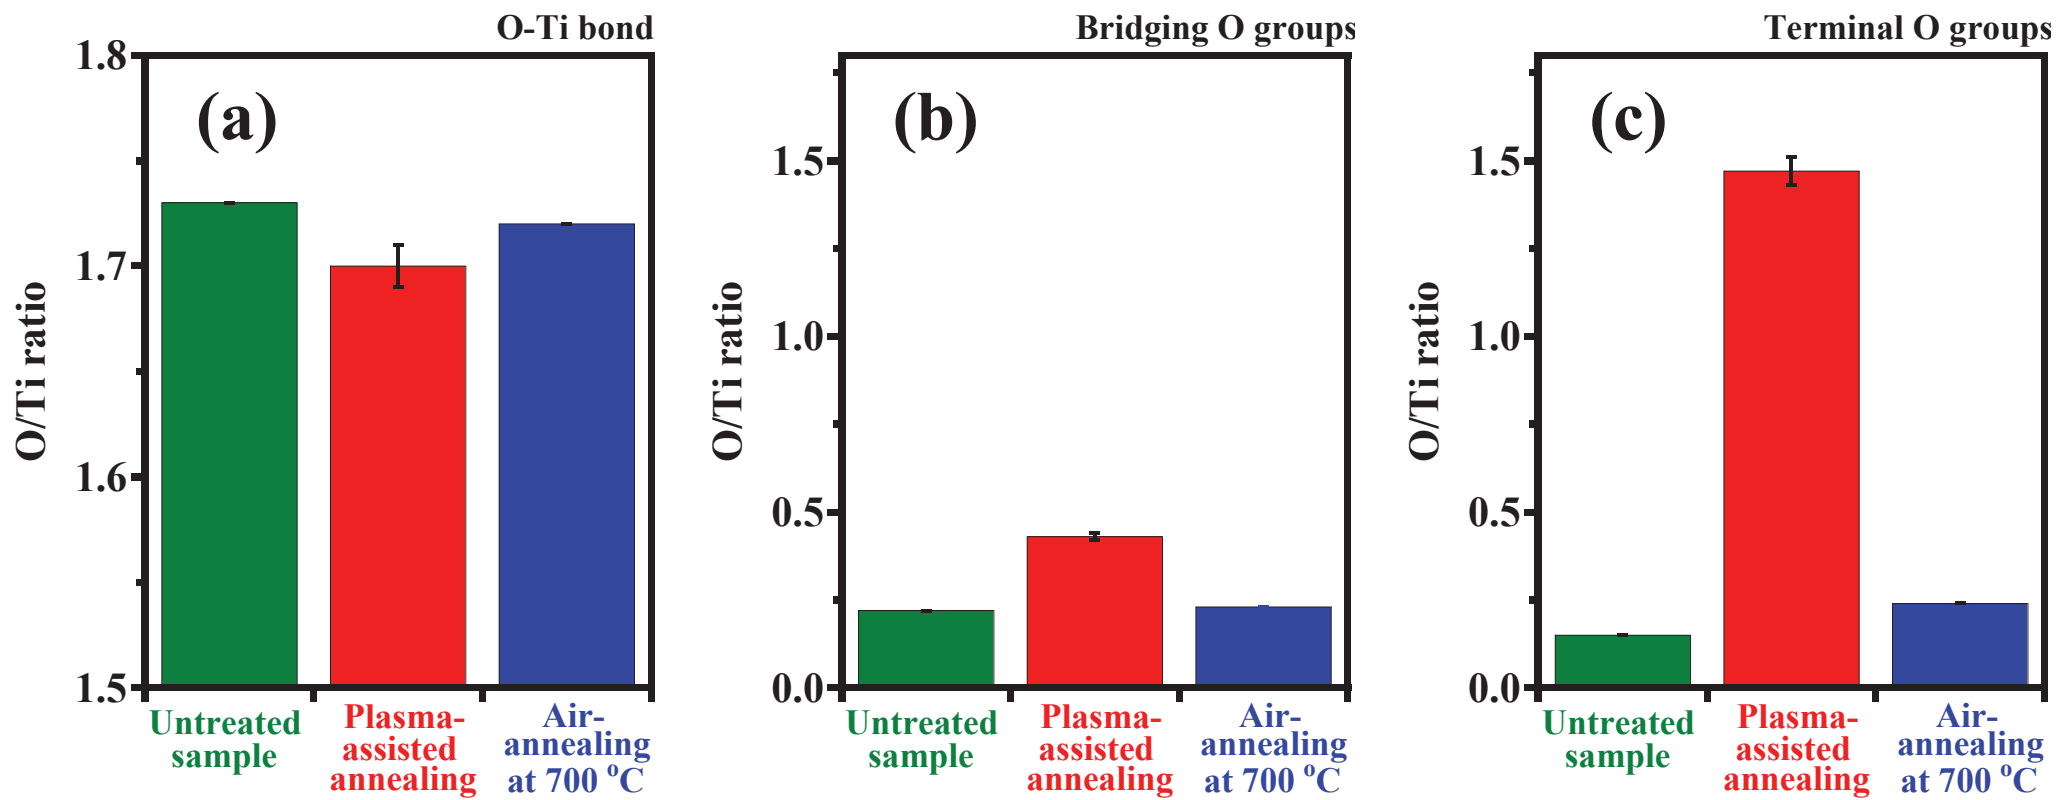 O-Ti bond
(a)
O/Ti ratio
1.8
1.7
1.6
1.5
Untreated
sample
Plasma-
assisted
annealing
Air-
annealing
at 700 °C
Bridging O groups
(b)
O/Ti ratio
1.5
1.0
0.5
0.0
Untreated
sample
Plasma-
assisted
annealing
Air-
annealing
at 700 °C
Terminal O groups
(c)
O/Ti ratio
1.5
1.0
0.5
0.0
Untreated
sample
Plasma-
assisted
annealing
Air-
annealing
at 700 °C